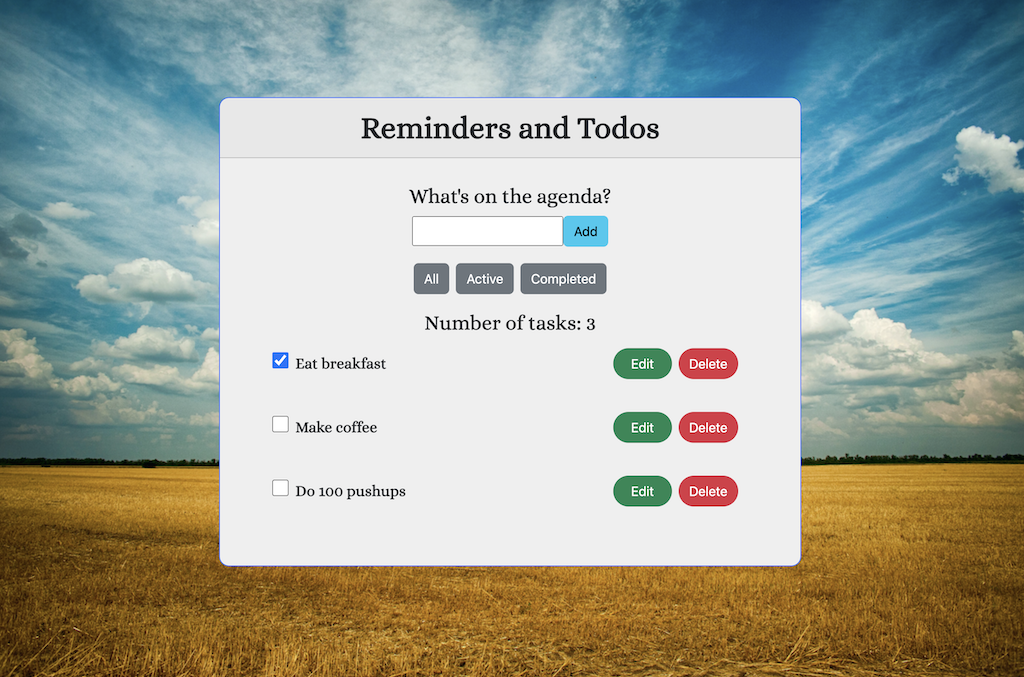 Reminders and Todos
What's on the agenda?
Add
All Active Completed
Number of tasks: 3
Eat breakfast Edit Delete
Make coffee Edit Delete
Do 100 pushups Edit Delete